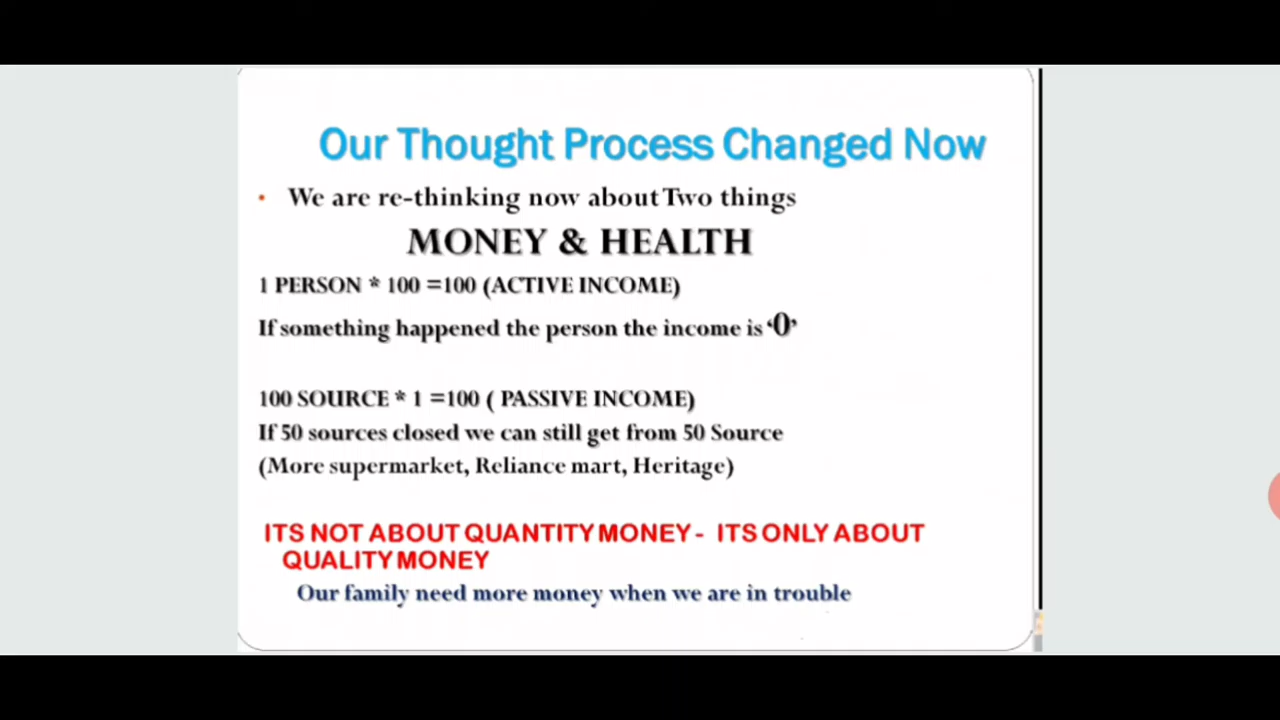 Our Thought Process Changed Now
• We are re-thinking now about Two things
MONEY & HEALTH
1 PERSON * 100 =100 (ACTIVE INCOME)
If something happened the person the income is ‘0’
100 SOURCE * 1 =100 ( PASSIVE INCOME)
If 50 sources closed we can still get from 50 Source
(More supermarket, Reliance mart, Heritage)
ITS NOT ABOUT QUANTITY MONEY - ITS ONLY ABOUT
QUALITY MONEY
Our family need more money when we are in trouble